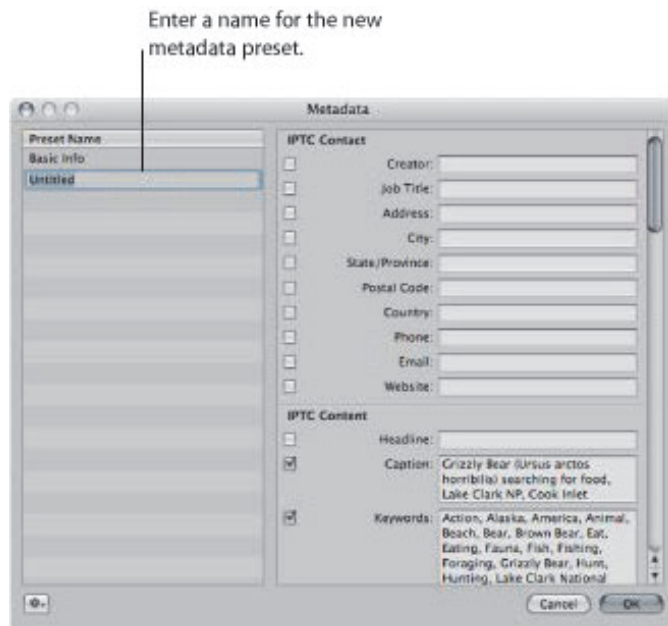 Enter a name for the new
metadata preset.
Metadata
Preset Name
Basic Info
Untitled
IPTC Contact
Creator:
Job Title:
Address:
City:
State/Province:
Postal Code:
Country:
Phone:
Email:
Website:
IPTC Content
Headline:
Caption: Grizzly Bear (Ursus arctos
horribilis) searching for food,
Lake Clark NP, Cook Inlet
Keywords: Action, Alaska, America, Animal,
Beach, Bear, Brown Bear, Eat,
Eating, Fauna, Fish, Fishing,
Foraging, Grizzly Bear, Hunt,
Hunting, Lake Clark National
Cancel
OK